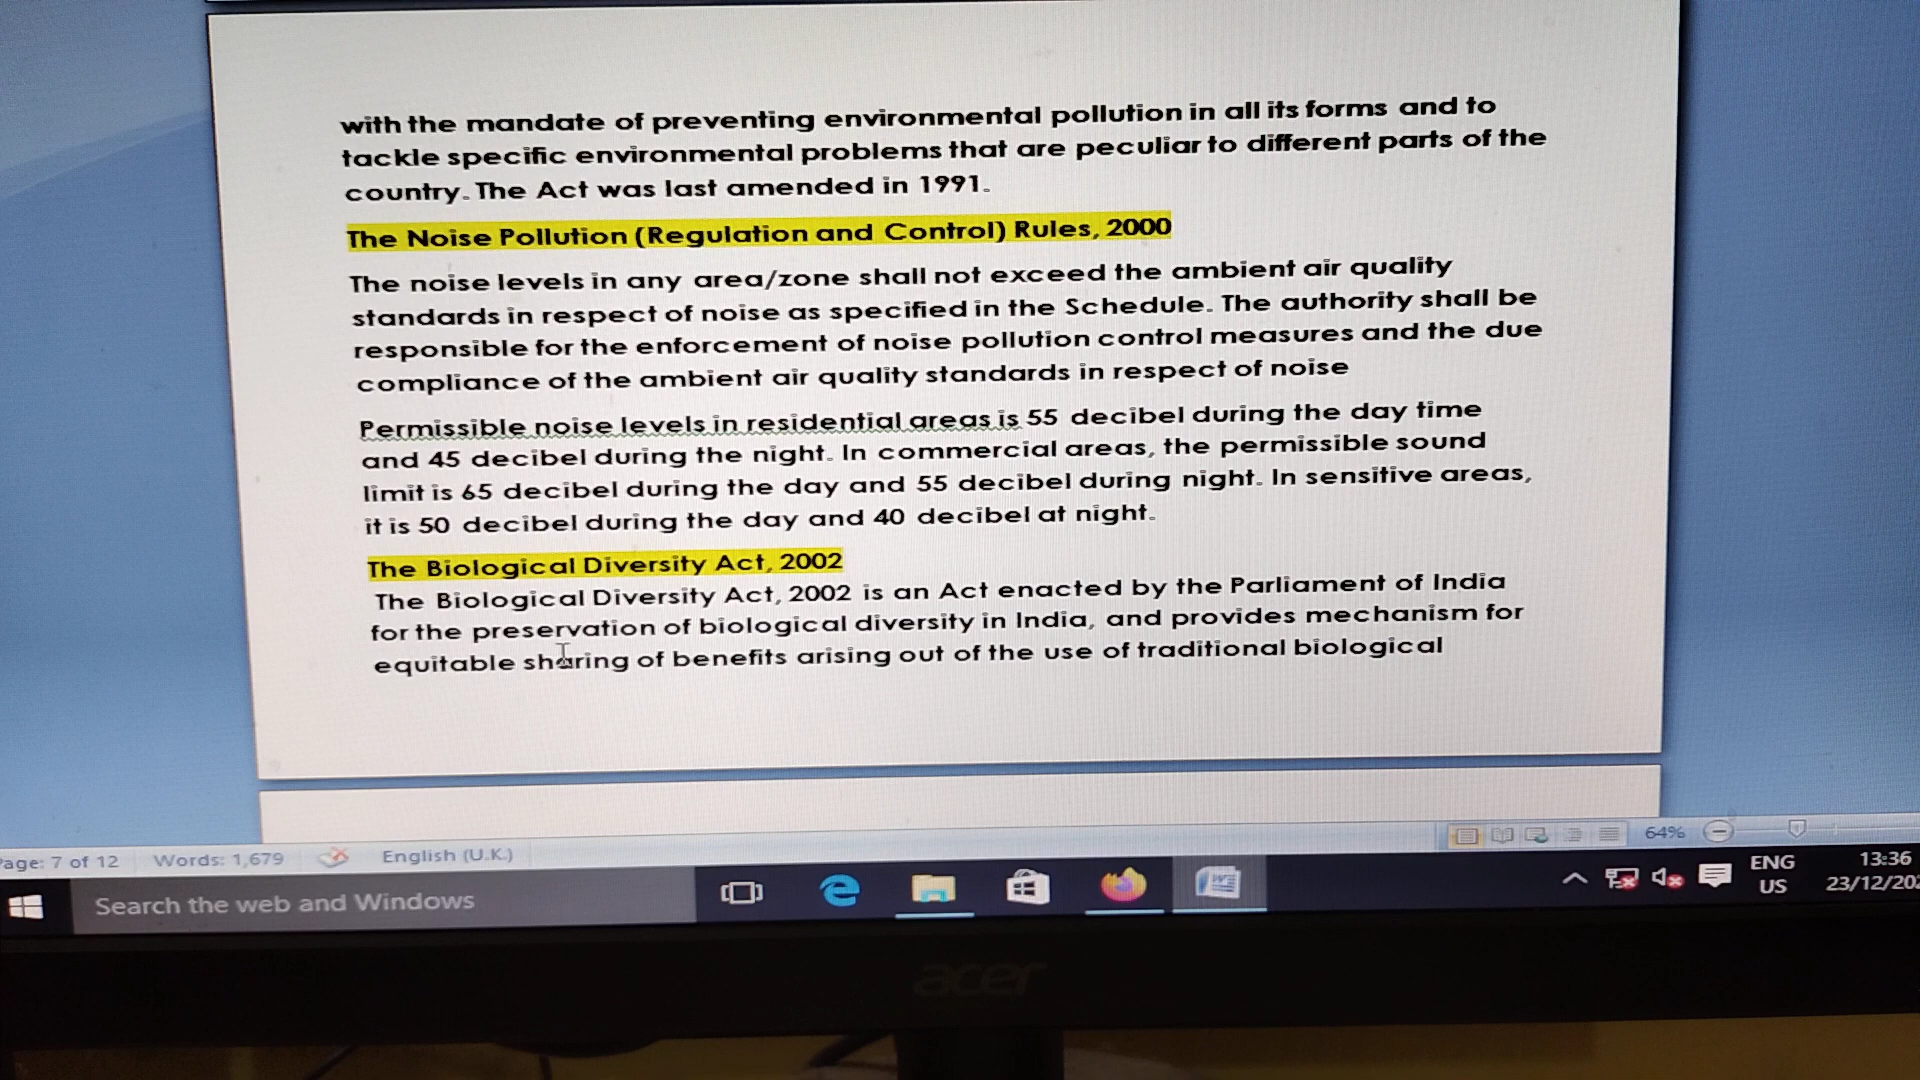 with the mandate of preventing environmental pollution in all its forms and to
tackle specific environmental problems that are peculiar to different parts of the
country. The Act was last amended in 1991.
The Noise Pollution (Regulation and Control) Rules, 2000
The noise levels in any area/zone shall not exceed the ambient air quality
standards in respect of noise as specified in the Schedule. The authority shall be
responsible for the enforcement of noise pollution control measures and the due
compliance of the ambient air quality standards in respect of noise
Permissible noise levels in residential areas is 55 decibel during the day time
and 45 decibel during the night. In commercial areas, the permissible sound
limit is 65 decibel during the day and 55 decibel during night. In sensitive areas,
it is 50 decibel during the day and 40 decibel at night.
The Biological Diversity Act, 2002
The Biological Diversity Act, 2002 is an Act enacted by the Parliament of India
for the preservation of biological diversity in India, and provides mechanism for
equitable sharing of benefits arising out of the use of traditional biological
64%
age: 7 of 12 Words: 1,679 English (U.K.)
Search the web and Windows
ENG
US
13:36
23/12/202
acer